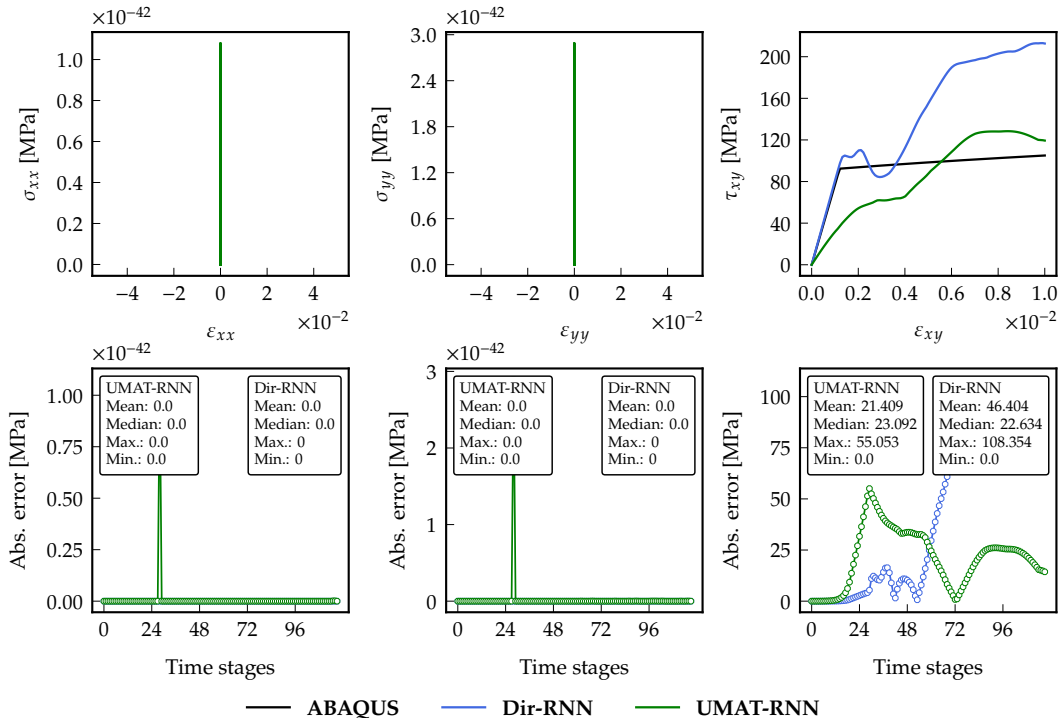 ×10⁻⁴²
1.0
0.8
0.6
0.4
0.2
0.0
σxx [MPa]
−4 −2 0 2 4
×10⁻²
εxx
×10⁻⁴²
3.0
2.4
1.8
1.2
0.6
0.0
σyy [MPa]
−4 −2 0 2 4
×10⁻²
εyy
200
160
120
80
40
0
τxy [MPa]
0.0 0.2 0.4 0.6 0.8 1.0
×10⁻²
εxy
×10⁻⁴²
1.00
0.75
0.50
0.25
0.00
Abs. error [MPa]
UMAT-RNN
Mean: 0.0
Median: 0.0
Max.: 0.0
Min.: 0.0
Dir-RNN
Mean: 0.0
Median: 0.0
Max.: 0
Min.: 0
0 24 48 72 96
Time stages
×10⁻⁴²
3
2
1
0
Abs. error [MPa]
UMAT-RNN
Mean: 0.0
Median: 0.0
Max.: 0.0
Min.: 0.0
Dir-RNN
Mean: 0.0
Median: 0.0
Max.: 0
Min.: 0
0 24 48 72 96
Time stages
100
75
50
25
0
Abs. error [MPa]
UMAT-RNN
Mean: 21.409
Median: 23.092
Max.: 55.053
Min.: 0.0
Dir-RNN
Mean: 46.404
Median: 22.634
Max.: 108.354
Min.: 0.0
0 24 48 72 96
Time stages
ABAQUS Dir-RNN UMAT-RNN